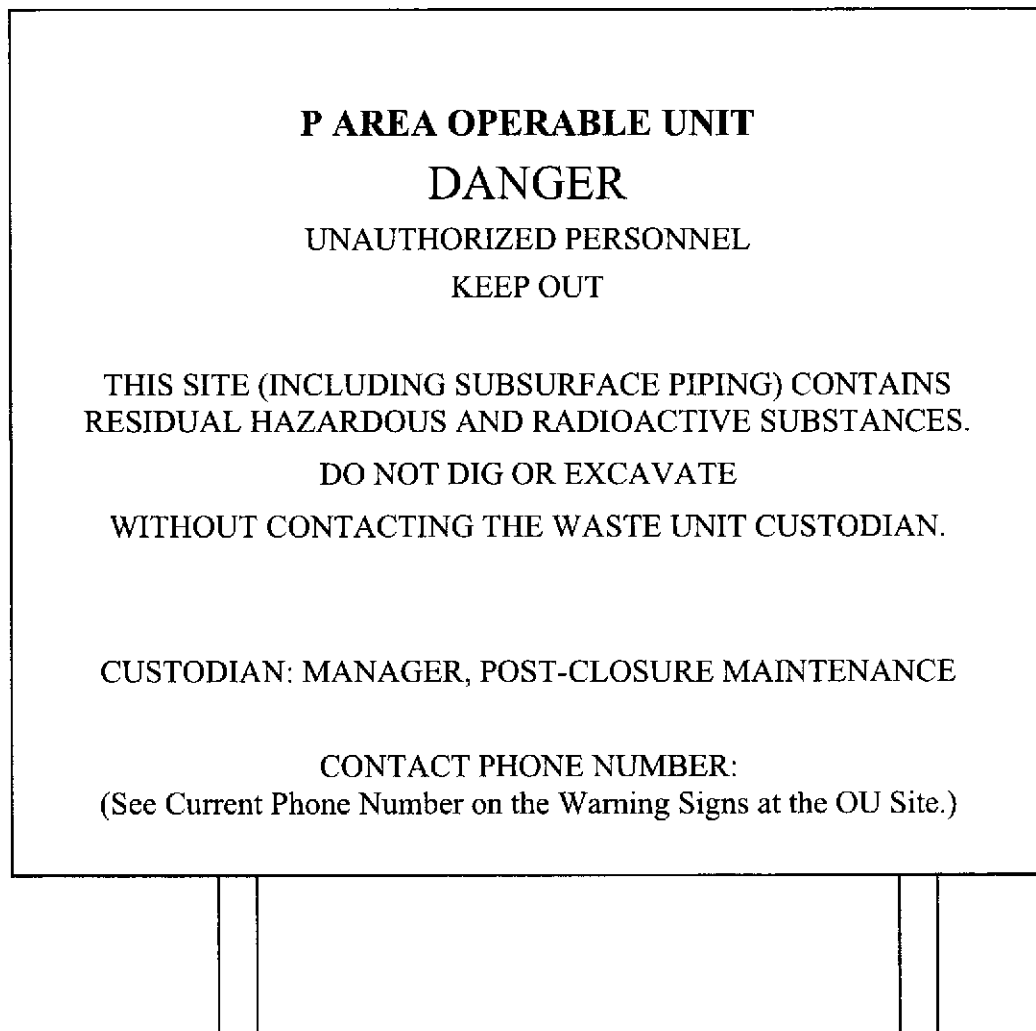 P AREA OPERABLE UNIT
DANGER
UNAUTHORIZED PERSONNEL
KEEP OUT
THIS SITE (INCLUDING SUBSURFACE PIPING) CONTAINS
RESIDUAL HAZARDOUS AND RADIOACTIVE SUBSTANCES.
DO NOT DIG OR EXCAVATE
WITHOUT CONTACTING THE WASTE UNIT CUSTODIAN.
CUSTODIAN: MANAGER, POST-CLOSURE MAINTENANCE
CONTACT PHONE NUMBER:
(See Current Phone Number on the Warning Signs at the OU Site.)